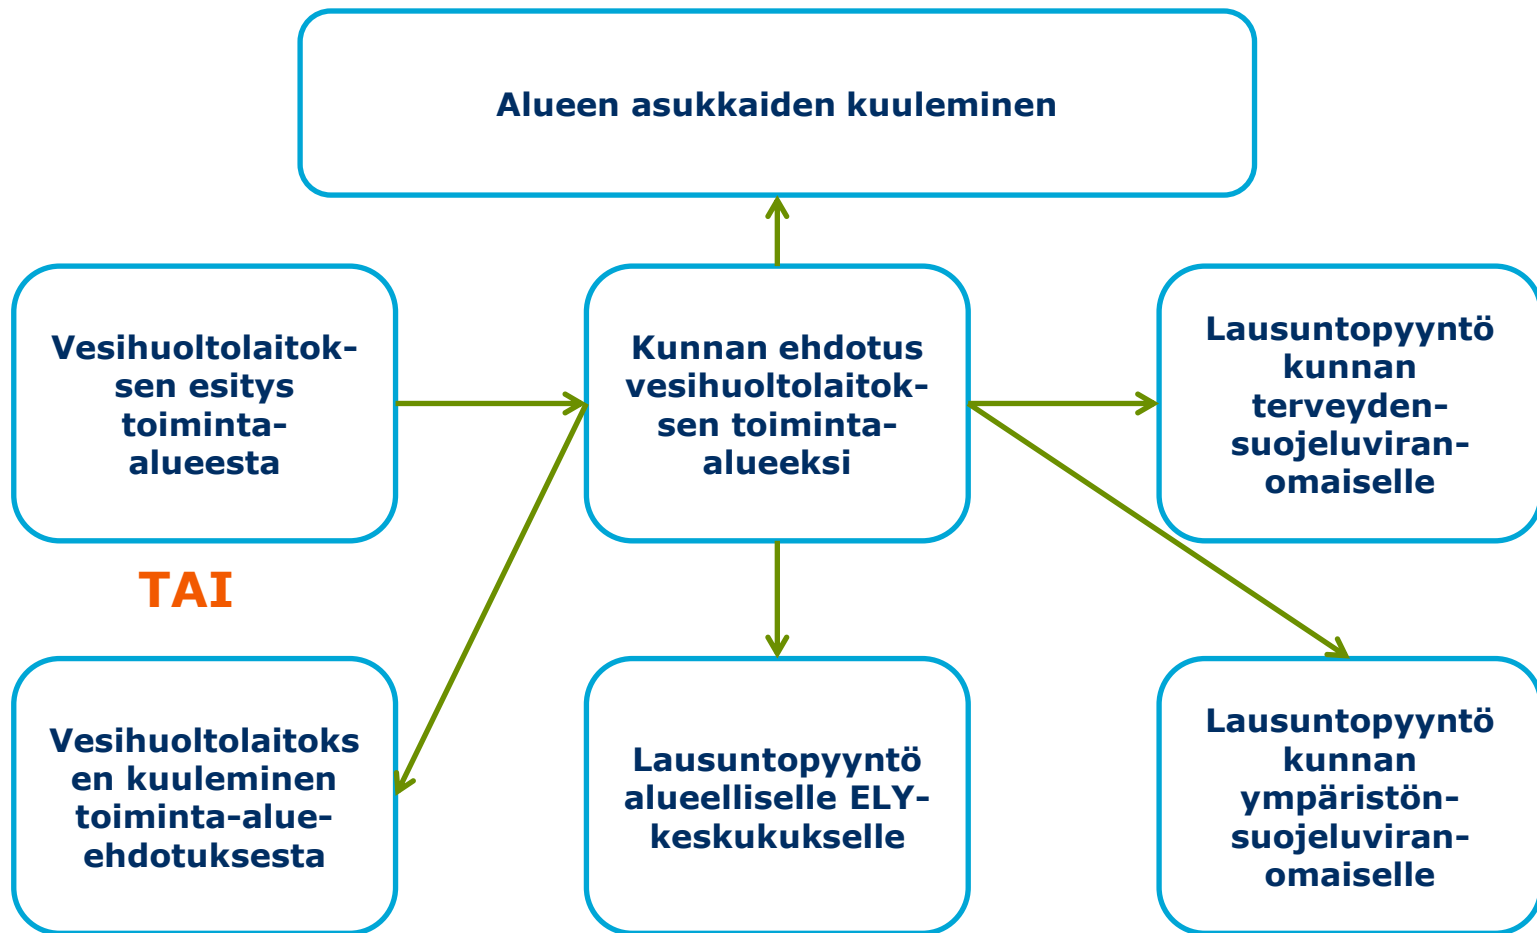 Alueen asukkaiden kuuleminen
Vesihuoltolaitok-
sen esitys
toiminta-
alueesta
Kunnan ehdotus
vesihuoltolaitok-
sen toiminta-
alueeksi
Lausuntopyyntö
kunnan
terveyden-
suojeluviran-
omaiselle
TAI
Vesihuoltolaitoks
en kuuleminen
toiminta-alue-
ehdotuksesta
Lausuntopyyntö
alueelliselle ELY-
keskukukselle
Lausuntopyyntö
kunnan
ympäristön-
suojeluviran-
omaiselle